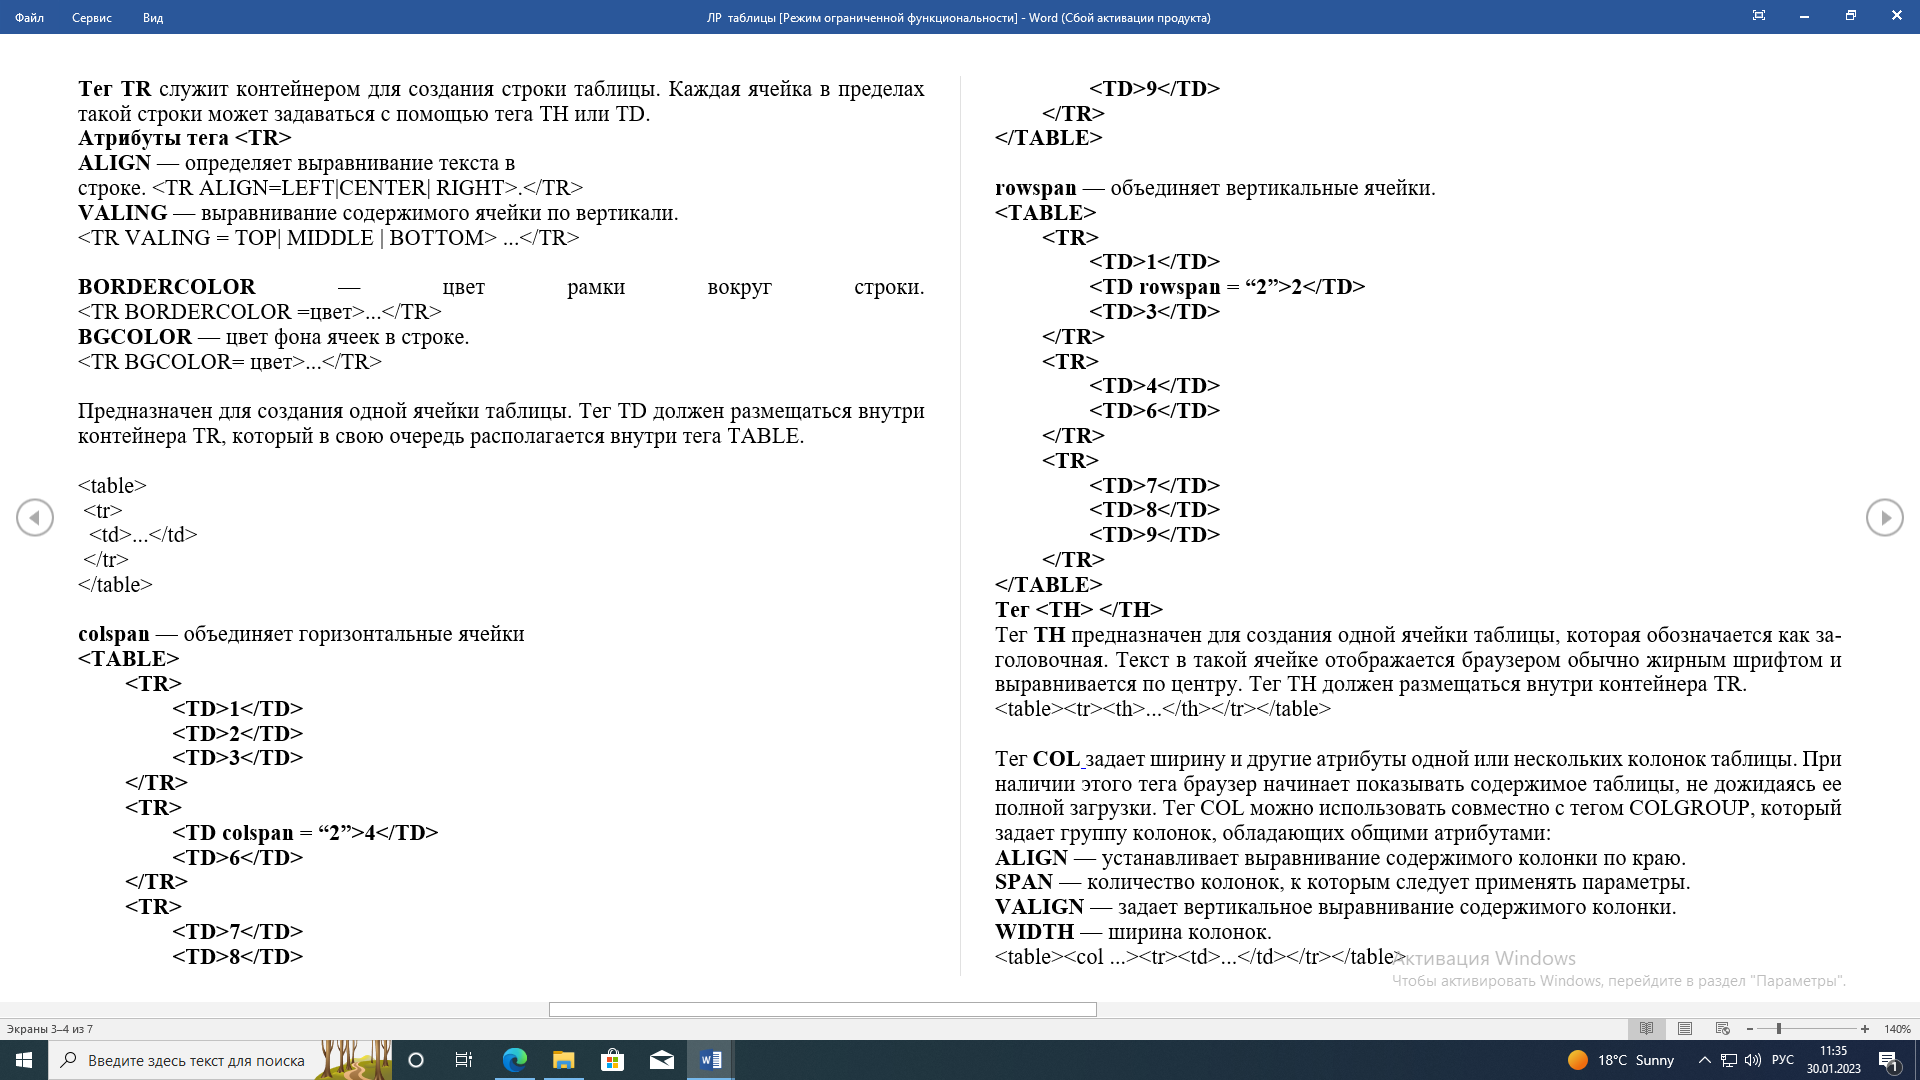 Файл Сервис Вид ЛР таблицы [Режим ограниченной функциональности] - Word (Сбой активации продукта)
Тег TR служит контейнером для создания строки таблицы. Каждая ячейка в пределах
такой строки может задаваться с помощью тега TH или TD.
Атрибуты тега <TR>
ALIGN — определяет выравнивание текста в
строке. <TR ALIGN=LEFT|CENTER| RIGHT>.</TR>
VALING — выравнивание содержимого ячейки по вертикали.
<TR VALING = TOP| MIDDLE | BOTTOM> ...</TR>
BORDERCOLOR — цвет рамки вокруг строки.
<TR BORDERCOLOR =цвет>...</TR>
BGCOLOR — цвет фона ячеек в строке.
<TR BGCOLOR= цвет>...</TR>
Предназначен для создания одной ячейки таблицы. Тег TD должен размещаться внутри
контейнера TR, который в свою очередь располагается внутри тега TABLE.
<table>
<tr>
<td>...</td>
</tr>
</table>
colspan — объединяет горизонтальные ячейки
<TABLE>
<TR>
<TD>1</TD>
<TD>2</TD>
<TD>3</TD>
</TR>
<TR>
<TD colspan = “2”>4</TD>
<TD>6</TD>
</TR>
<TR>
<TD>7</TD>
<TD>8</TD>
<TD>9</TD>
</TR>
</TABLE>
rowspan — объединяет вертикальные ячейки.
<TABLE>
<TR>
<TD>1</TD>
<TD rowspan = “2”>2</TD>
<TD>3</TD>
</TR>
<TR>
<TD>4</TD>
<TD>6</TD>
</TR>
<TR>
<TD>7</TD>
<TD>8</TD>
<TD>9</TD>
</TR>
</TABLE>
Тег <TH> </TH>
Тег TH предназначен для создания одной ячейки таблицы, которая обозначается как за-
головочная. Текст в такой ячейке отображается браузером обычно жирным шрифтом и
выравнивается по центру. Тег TH должен размещаться внутри контейнера TR.
<table><tr><th>...</th></tr></table>
Тег COL задает ширину и другие атрибуты одной или нескольких колонок таблицы. При
наличии этого тега браузер начинает показывать содержимое таблицы, не дожидаясь ее
полной загрузки. Тег COL можно использовать совместно с тегом COLGROUP, который
задает группу колонок, обладающих общими атрибутами:
ALIGN — устанавливает выравнивание содержимого колонки по краю.
SPAN — количество колонок, к которым следует применять параметры.
VALIGN — задает вертикальное выравнивание содержимого колонки.
WIDTH — ширина колонок.
<table><col ...><tr><td>...</td></tr></table>
Активация Windows
Чтобы активировать Windows, перейдите в раздел "Параметры".
Экраны 3–4 из 7 140%
Введите здесь текст для поиска 18°C Sunny РУС 11:35
30.01.2023
1